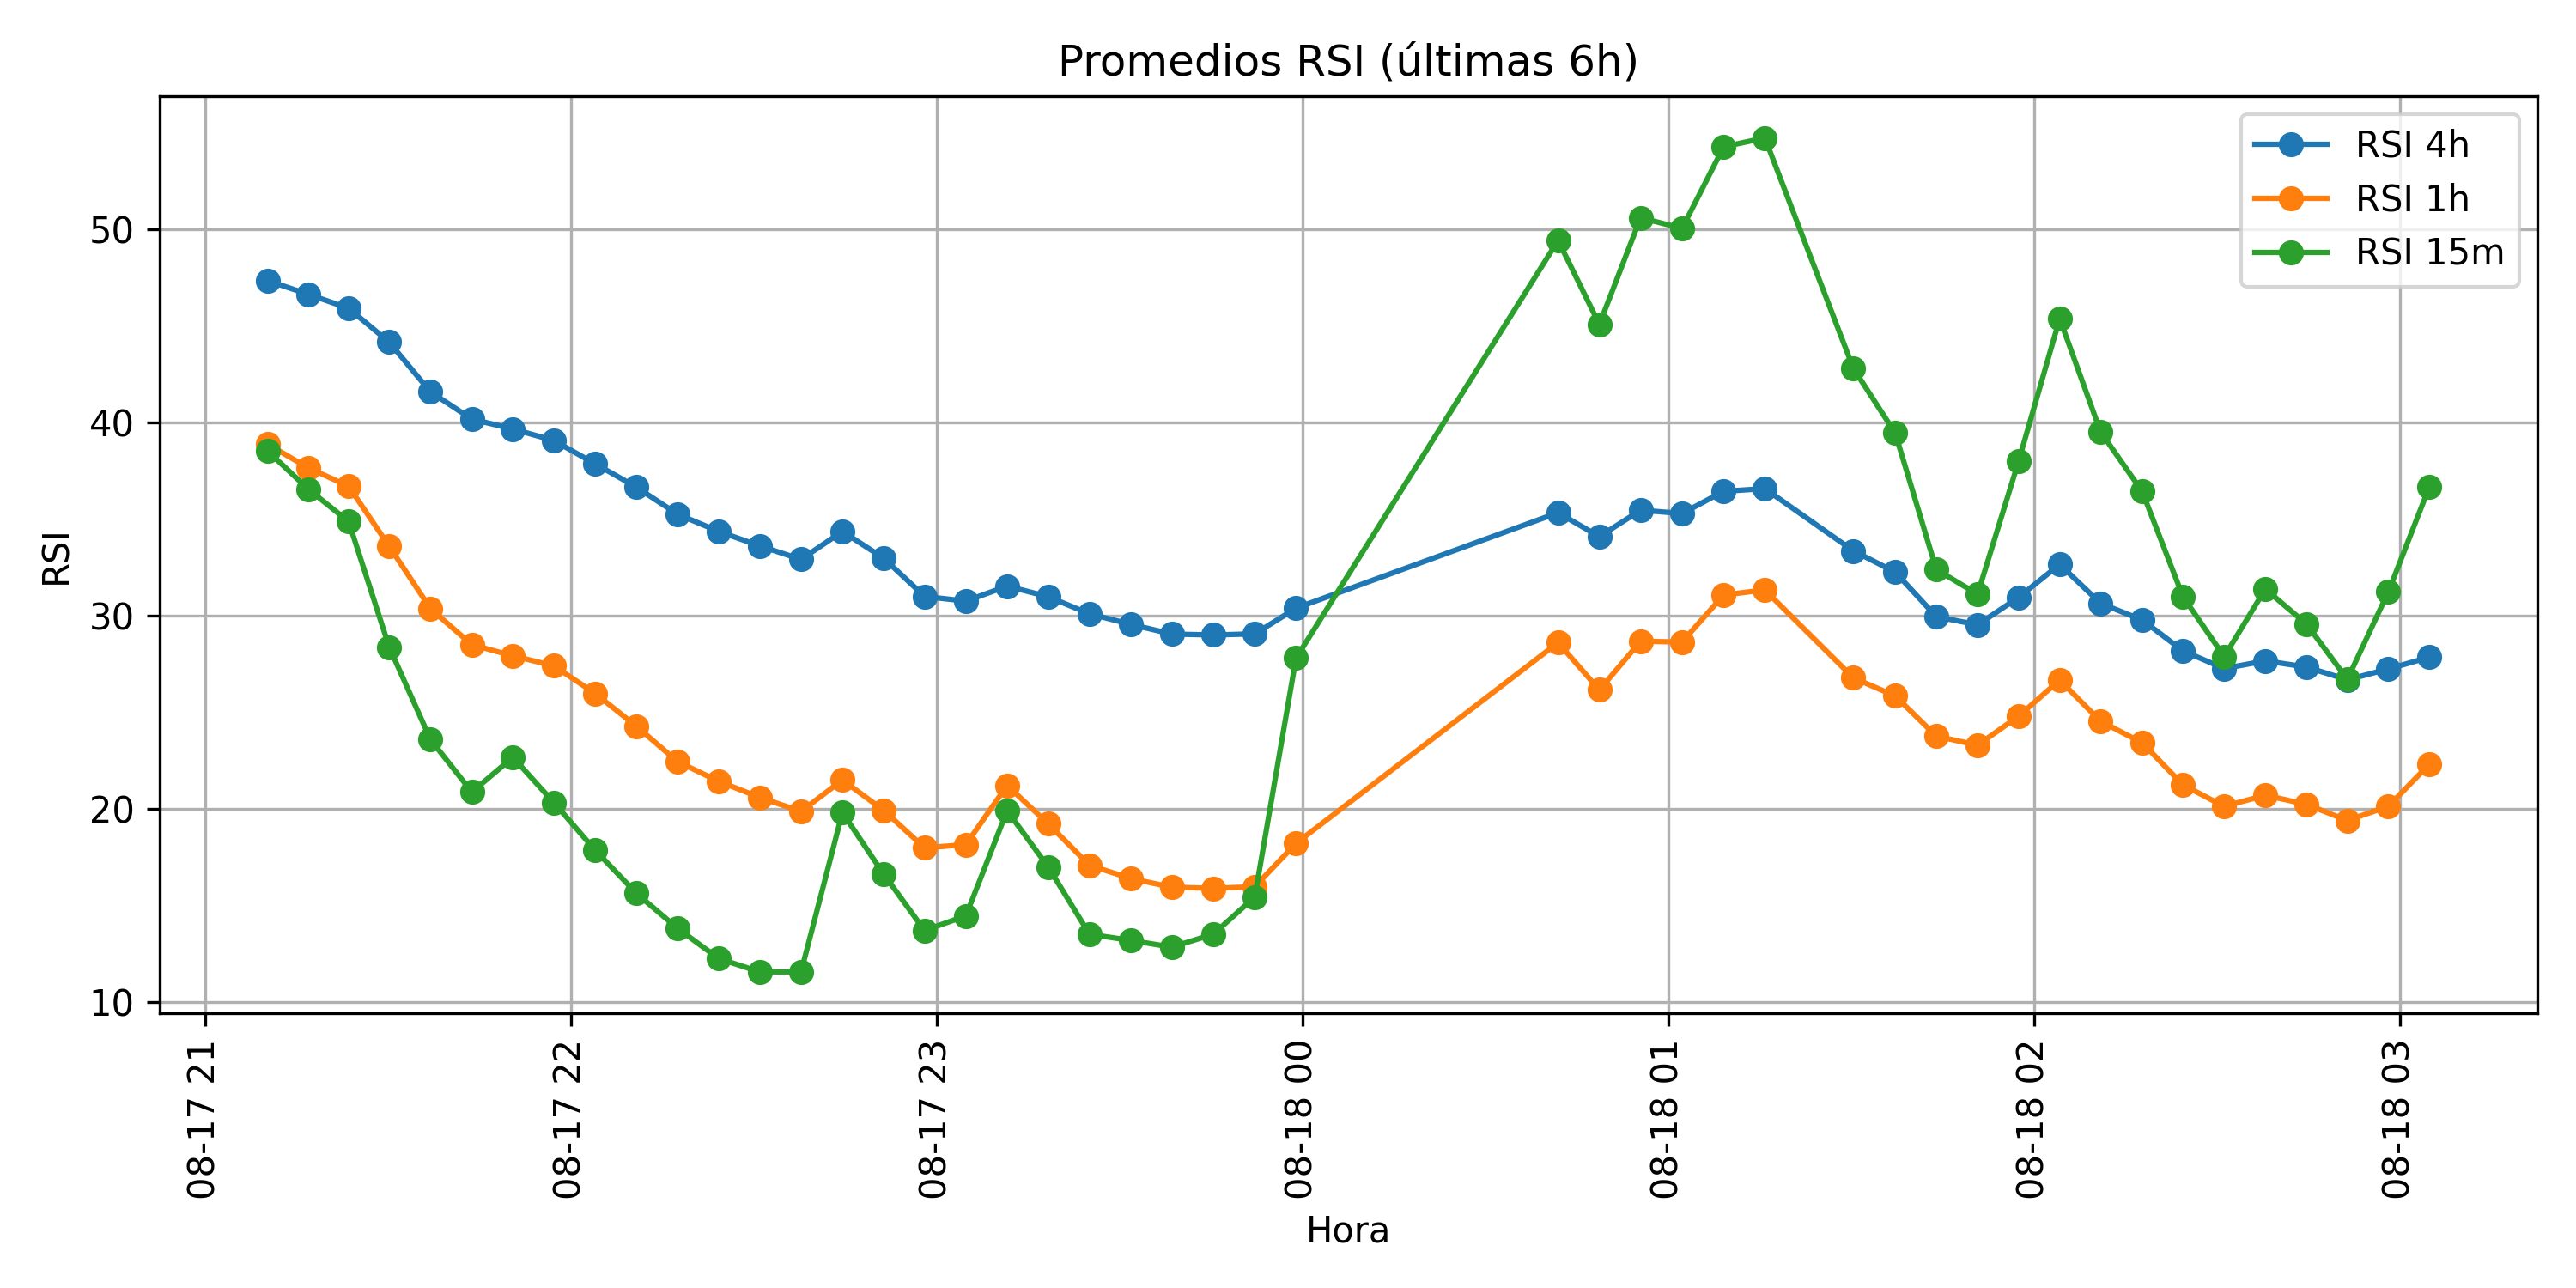 Promedios RSI (últimas 6h)
RSI 4h
RSI 1h
RSI 15m
RSI
50
40
30
20
10
08-17 21
08-17 22
08-17 23
08-18 00
08-18 01
08-18 02
08-18 03
Hora